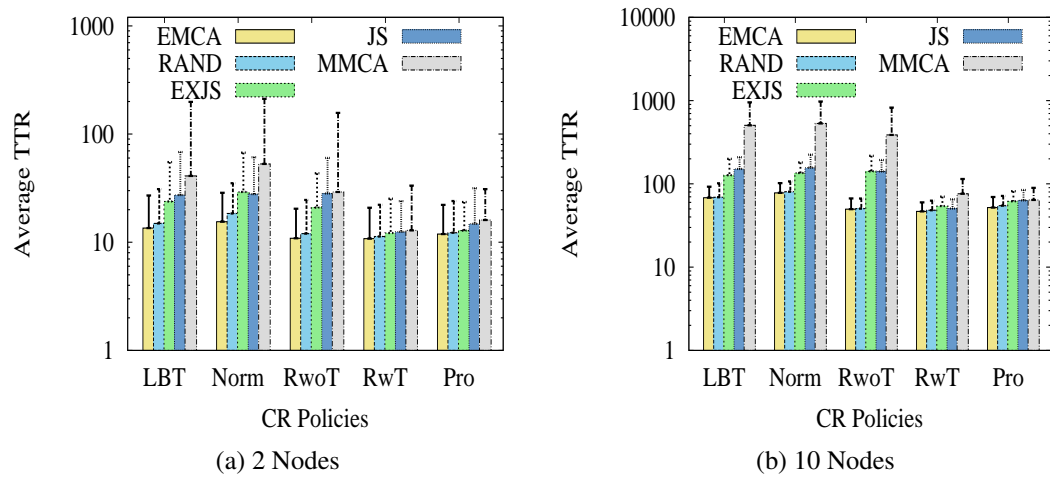 1000
100
10
1
Average TTR
EMCA
RAND
EXJS
JS
MMCA
LBT Norm RwoT RwT Pro
CR Policies
(a) 2 Nodes
10000
1000
100
10
1
Average TTR
EMCA
RAND
EXJS
JS
MMCA
LBT Norm RwoT RwT Pro
CR Policies
(b) 10 Nodes